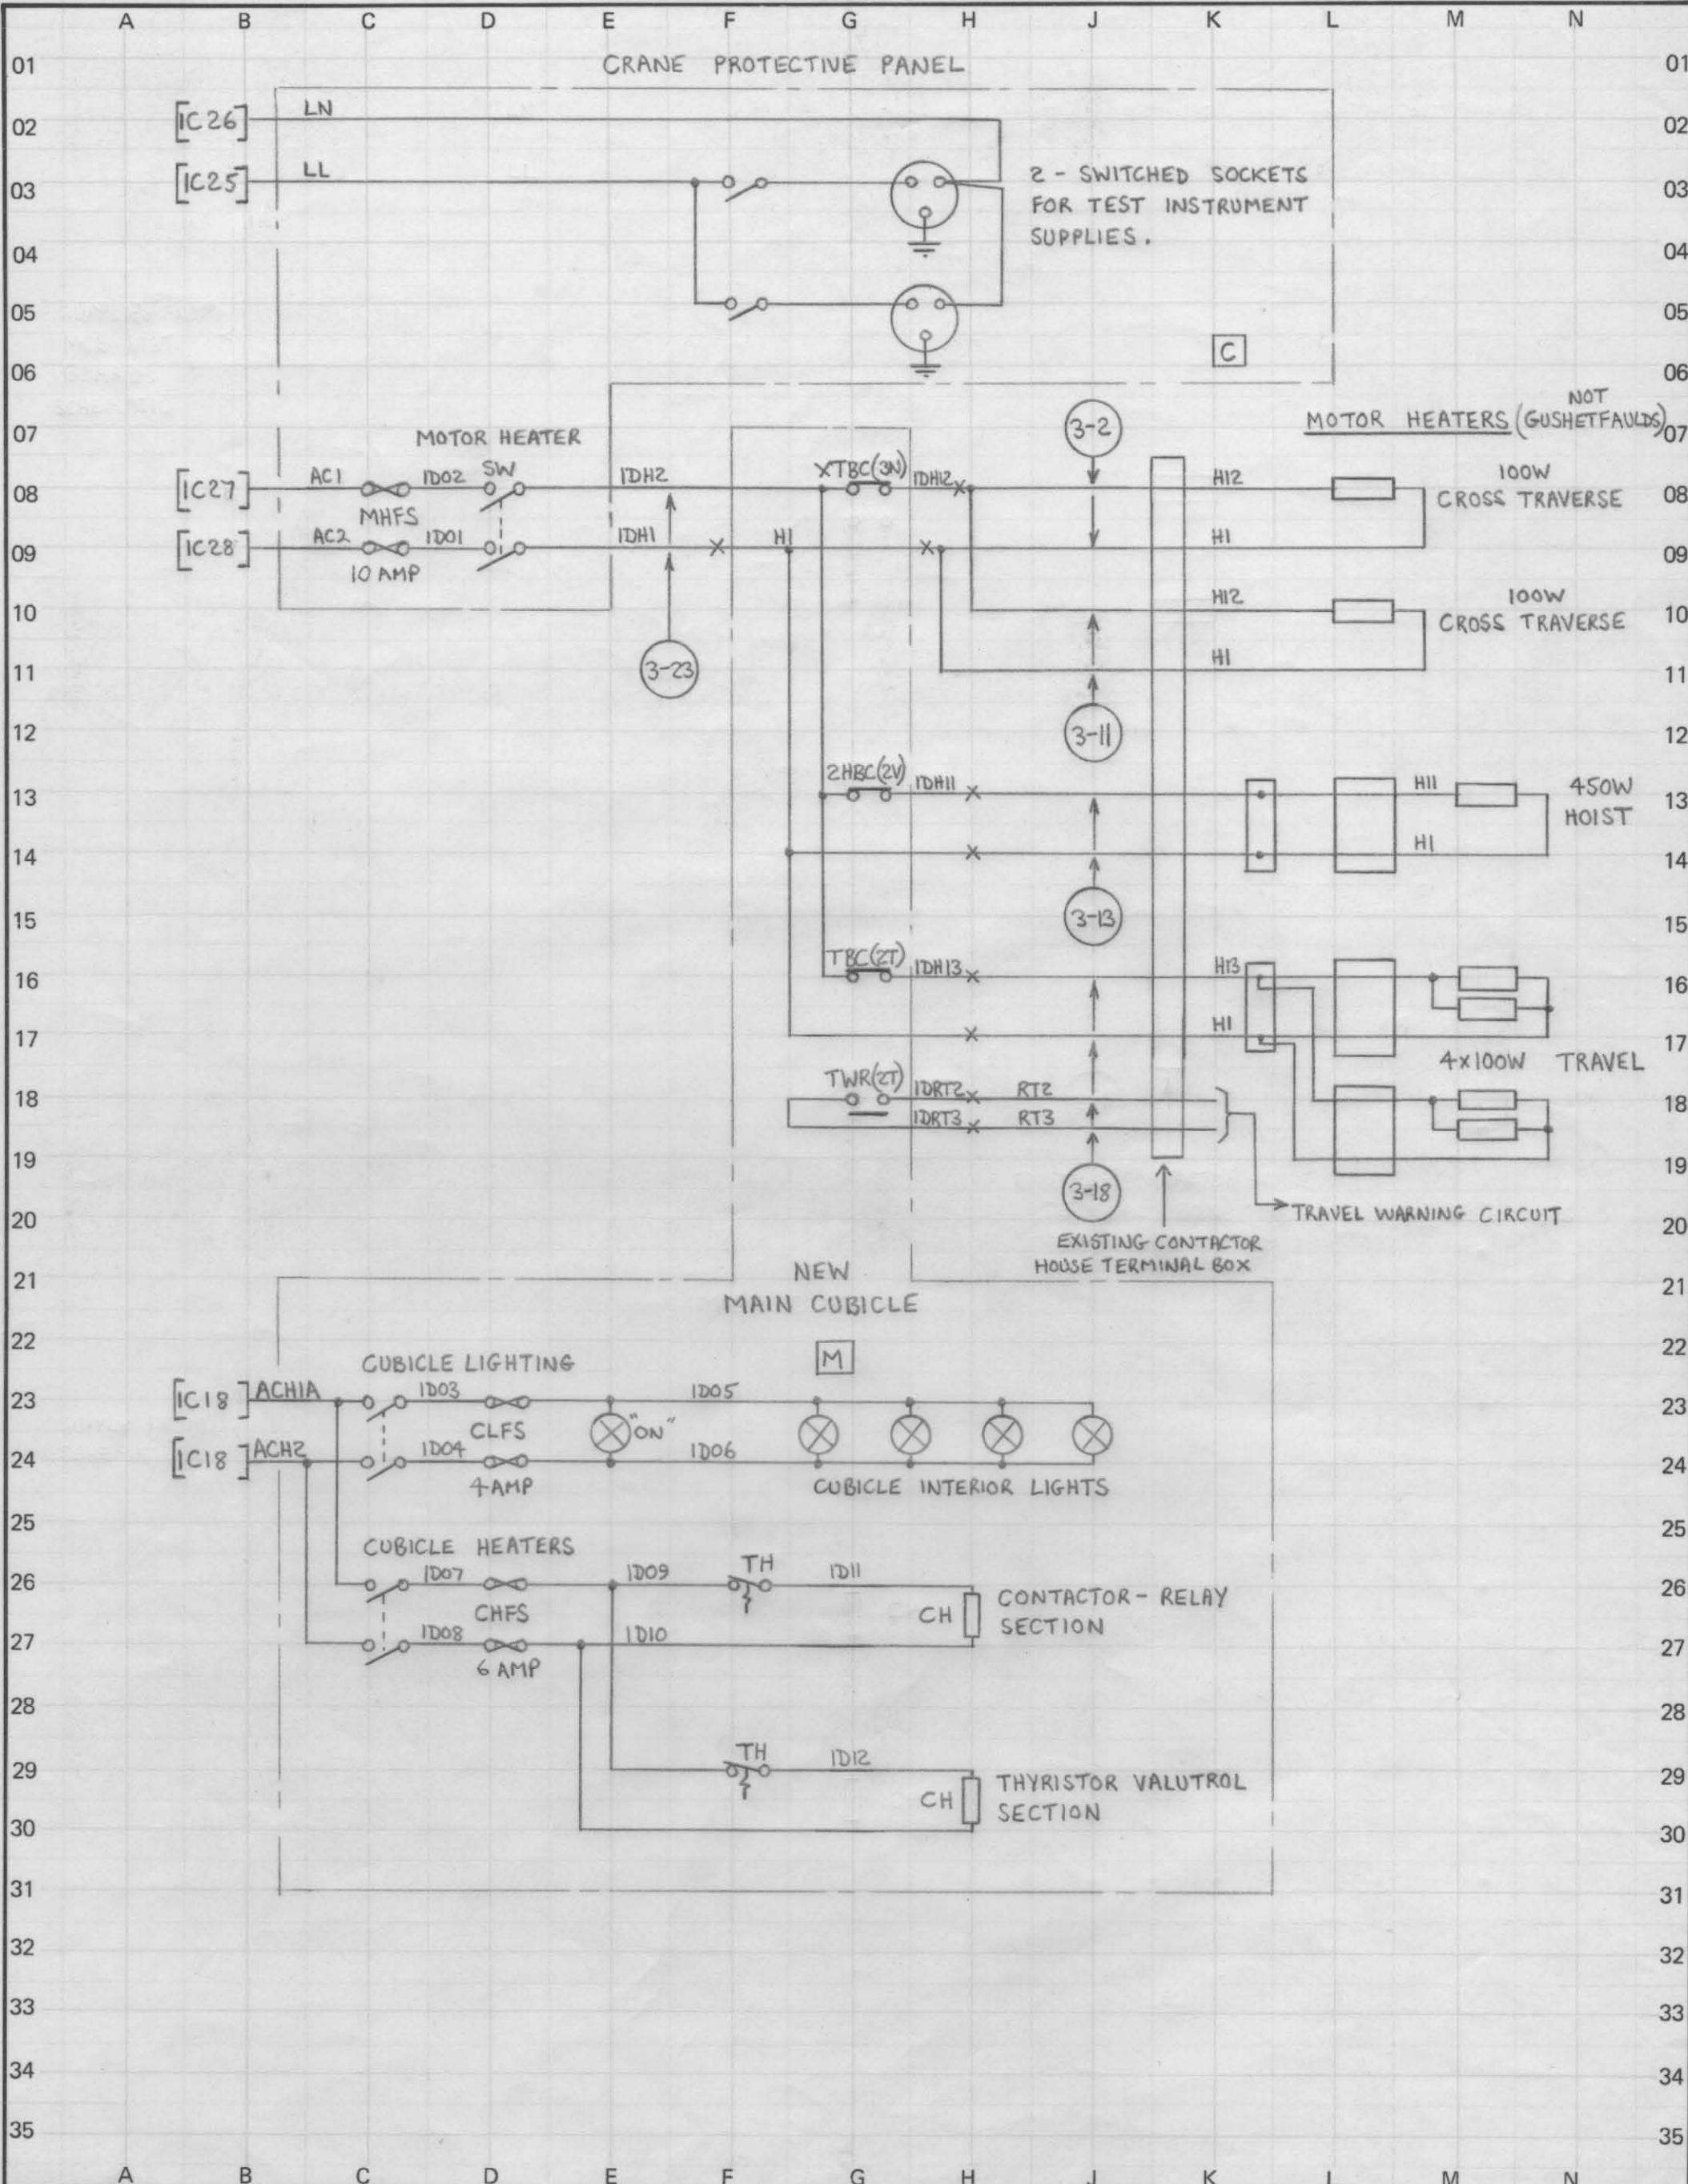 A B C D E F G H J K L M N
01 CRANE PROTECTIVE PANEL 01
[1C26] LN
02 02
[1C25] LL
03 2 - SWITCHED SOCKETS 03
FOR TEST INSTRUMENT
SUPPLIES.
04 04
05 05
C
06 06
NOT
MOTOR HEATERS (GUSHETFAULDS)
07 MOTOR HEATER 3-2 07
SW XTBC(3N) 100W
[1C27] AC1 1D02 1DH2 1DH12 H12
08 CROSS TRAVERSE 08
MHFS
[1C28] AC2 1D01 1DH1 H1 H1
09 09
10 AMP
H12 100W
10 CROSS TRAVERSE 10
H1
11 3-23 11
12 3-11 12
2HBC(2V) 1DH11 H11 450W
13 HOIST 13
H1
14 14
15 3-13 15
TBC(2T) 1DH13 H13
16 16
H1
17 17
4x100W TRAVEL
TWR(2T) 1DRT2 RT2
18 18
1DRT3 RT3
19 19
3-18
20 TRAVEL WARNING CIRCUIT 20
EXISTING CONTACTOR
HOUSE TERMINAL BOX
21 NEW 21
MAIN CUBICLE
22 M 22
CUBICLE LIGHTING
[1C18] ACH1A 1D03 1D05
23 23
CLFS "ON"
[1C18] ACH2 1D04 1D06
24 24
4 AMP CUBICLE INTERIOR LIGHTS
25 25
CUBICLE HEATERS
1D07 1D09 TH 1D11
26 CONTACTOR - RELAY 26
CHFS CH SECTION
1D08 1D10
27 27
6 AMP
28 28
TH 1D12
29 THYRISTOR VALUTROL 29
CH SECTION
30 30
31 31
32 32
33 33
34 34
35 35
A B C D E F G H J K L M N